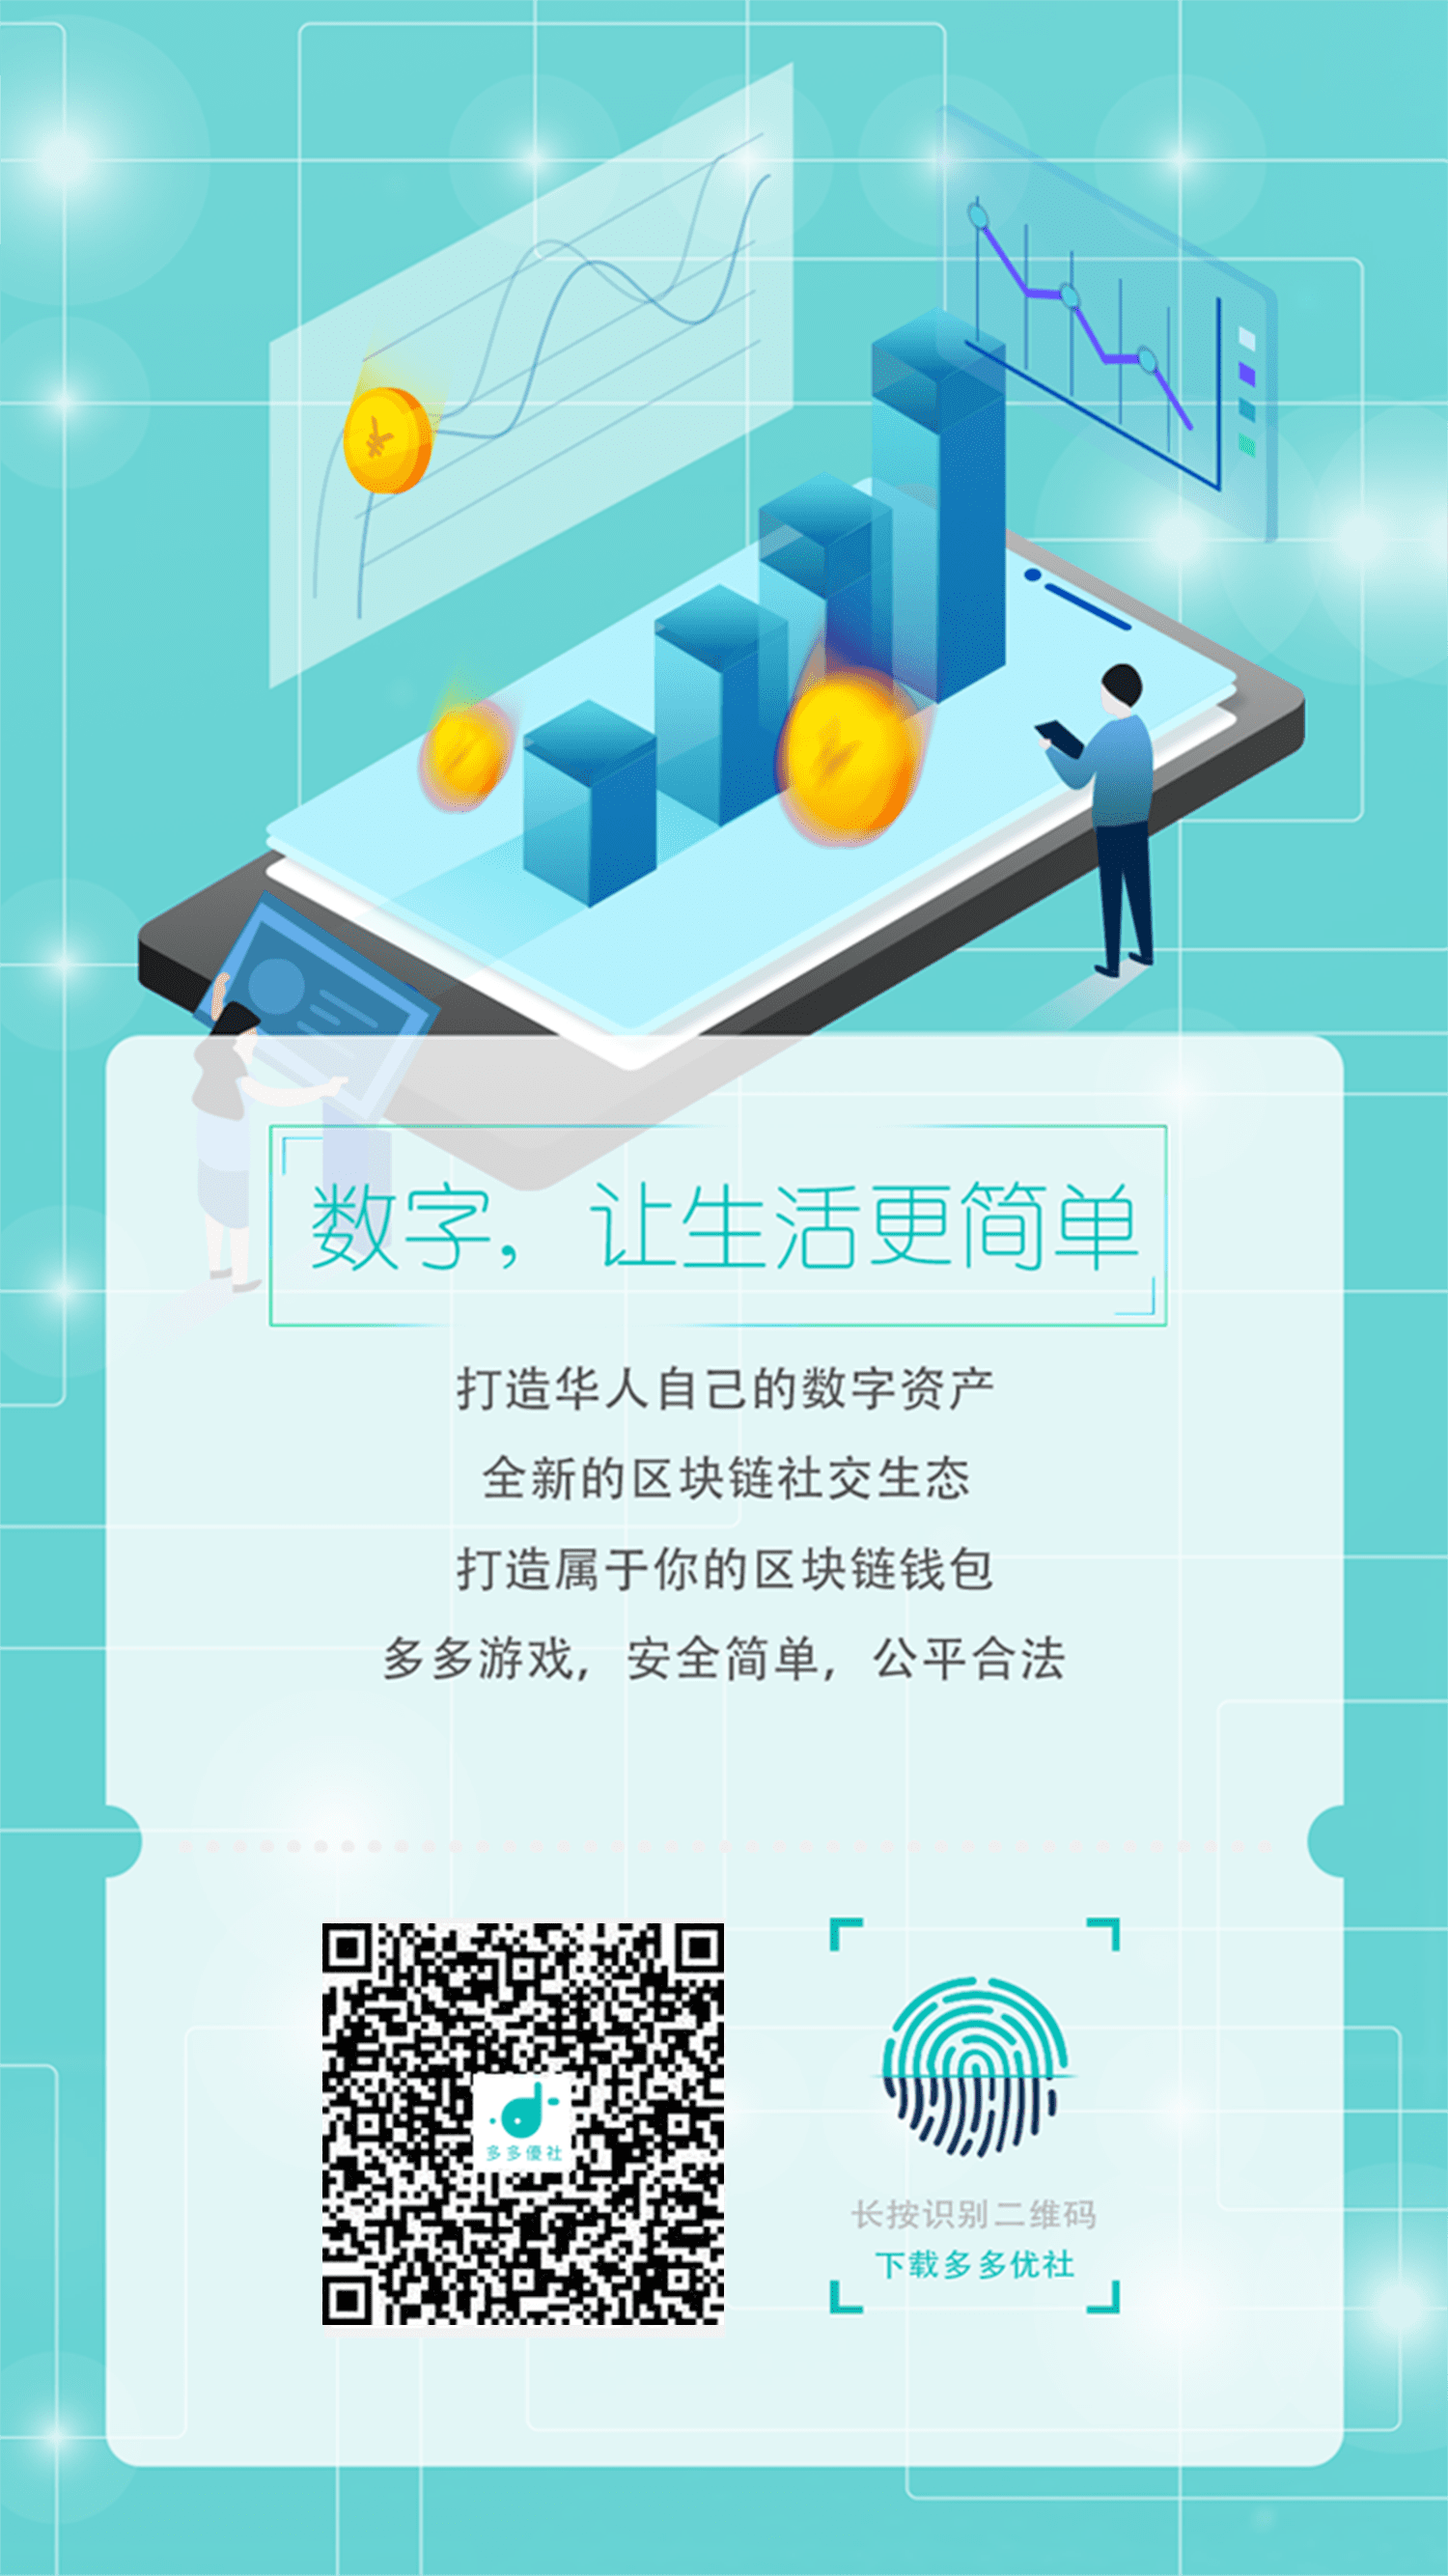 数字，让生活更简单
打造华人自己的数字资产
全新的区块链社交生态
打造属于你的区块链钱包
多多游戏，安全简单，公平合法
多多優社
长按识别二维码
下载多多优社